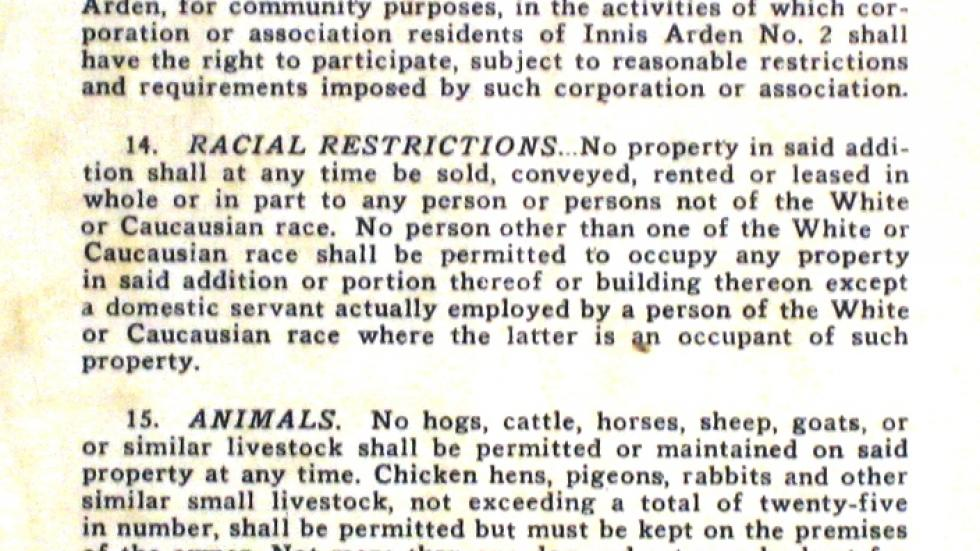 Arden, for community purposes, in the activities of which cor-
poration or association residents of Innis Arden No. 2 shall
have the right to participate, subject to reasonable restrictions
and requirements imposed by such corporation or association.
14. RACIAL RESTRICTIONS...No property in said addi-
tion shall at any time be sold, conveyed, rented or leased in
whole or in part to any person or persons not of the White
or Caucausian race. No person other than one of the White or
Caucausian race shall be permitted to occupy any property
in said addition or portion thereof or building thereon except
a domestic servant actually employed by a person of the White
or Caucausian race where the latter is an occupant of such
property.
15. ANIMALS. No hogs, cattle, horses, sheep, goats, or
or similar livestock shall be permitted or maintained on said
property at any time. Chicken hens, pigeons, rabbits and other
similar small livestock, not exceeding a total of twenty-five
in number, shall be permitted but must be kept on the premises